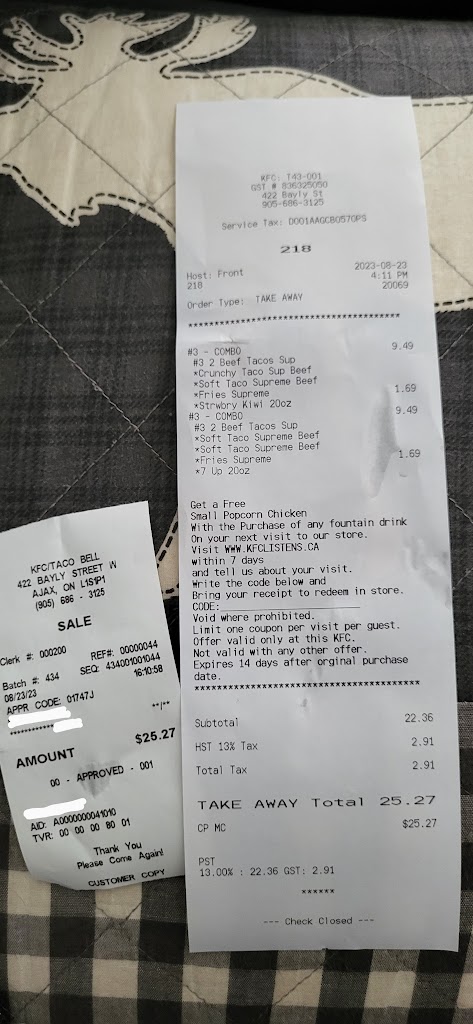 KFC: T43-001
GST # 836325050
422 Bayly St
905-686-3125
Service Tax: D001AAGCB0570PS
218
Host: Front 2023-08-23
218 4:11 PM
20069
Order Type: TAKE AWAY
****************************************
#3 - COMBO 9.49
#3 2 Beef Tacos Sup
*Crunchy Taco Sup Beef
*Soft Taco Supreme Beef
*Fries Supreme 1.69
*Strwbry Kiwi 20oz
#3 - COMBO 9.49
#3 2 Beef Tacos Sup
*Soft Taco Supreme Beef
*Soft Taco Supreme Beef
*Fries Supreme 1.69
*7 Up 20oz
Get a Free
Small Popcorn Chicken
With the Purchase of any fountain drink
On your next visit to our store.
Visit WWW.KFCLISTENS.CA
within 7 days
and tell us about your visit.
Write the code below and
Bring your receipt to redeem in store.
CODE:_______________________
Void where prohibited.
Limit one coupon per visit per guest.
Offer valid only at this KFC.
Not valid with any other offer.
Expires 14 days after orginal purchase
date.
****************************************
Subtotal 22.36
HST 13% Tax 2.91
Total Tax 2.91
TAKE AWAY Total 25.27
CP MC $25.27
PST
13.00% : 22.36 GST: 2.91
******
--- Check Closed ---
KFC/TACO BELL
422 BAYLY STREET W
AJAX, ON L1S1P1
(905) 686 - 3125
SALE
Clerk #: 000200
REF#: 00000044
Batch #: 434 SEQ: 434001001044
08/23/23 16:10:58
APPR CODE: 01747J
************ **/**
AMOUNT $25.27
00 - APPROVED - 001
AID: A0000000041010
TVR: 00 00 00 80 01
Thank You
Please Come Again!
CUSTOMER COPY